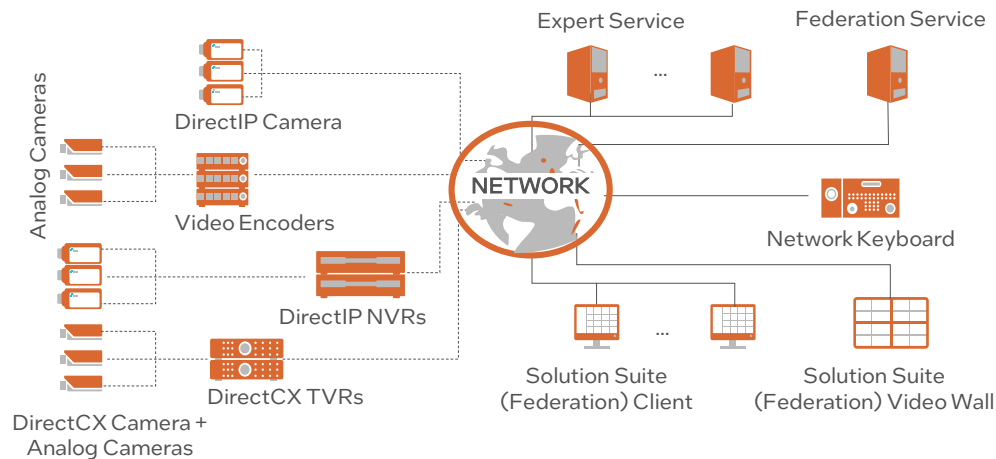 Expert Service
Federation Service
...
DirectIP Camera
Analog Cameras
Video Encoders
NETWORK
Network Keyboard
DirectIP NVRs
...
DirectCX TVRs
Solution Suite
(Federation) Client
Solution Suite
(Federation) Video Wall
DirectCX Camera +
Analog Cameras